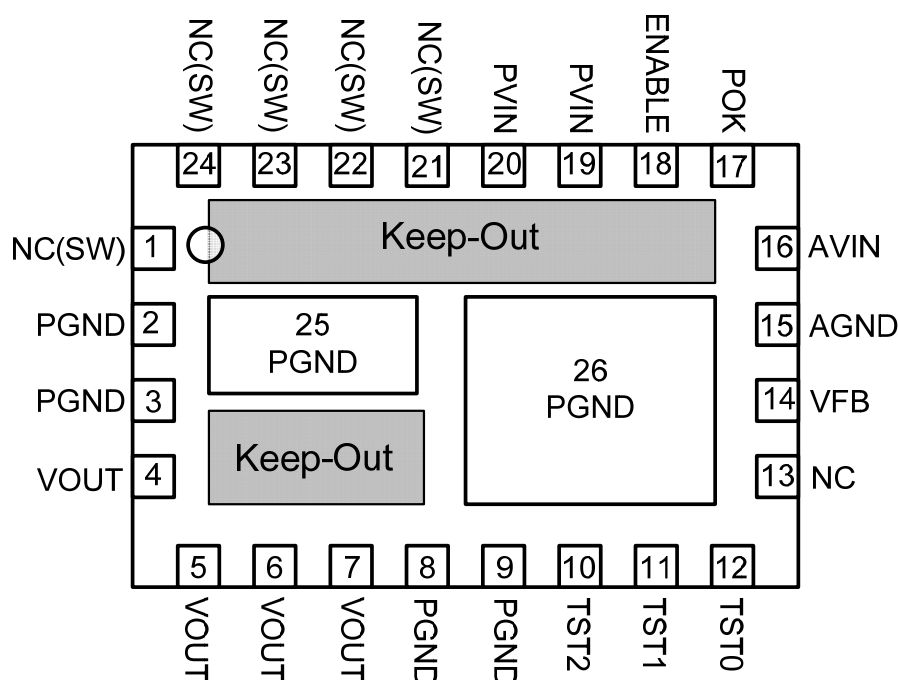 NC(SW)
NC(SW)
NC(SW)
NC(SW)
PVIN
PVIN
ENABLE
POK
24
23
22
21
20
19
18
17
NC(SW) 1
Keep-Out
16 AVIN
PGND 2
25
PGND
15 AGND
26
PGND
PGND 3
14 VFB
VOUT 4
Keep-Out
13 NC
5
6
7
8
9
10
11
12
VOUT
VOUT
VOUT
PGND
PGND
TST2
TST1
TST0